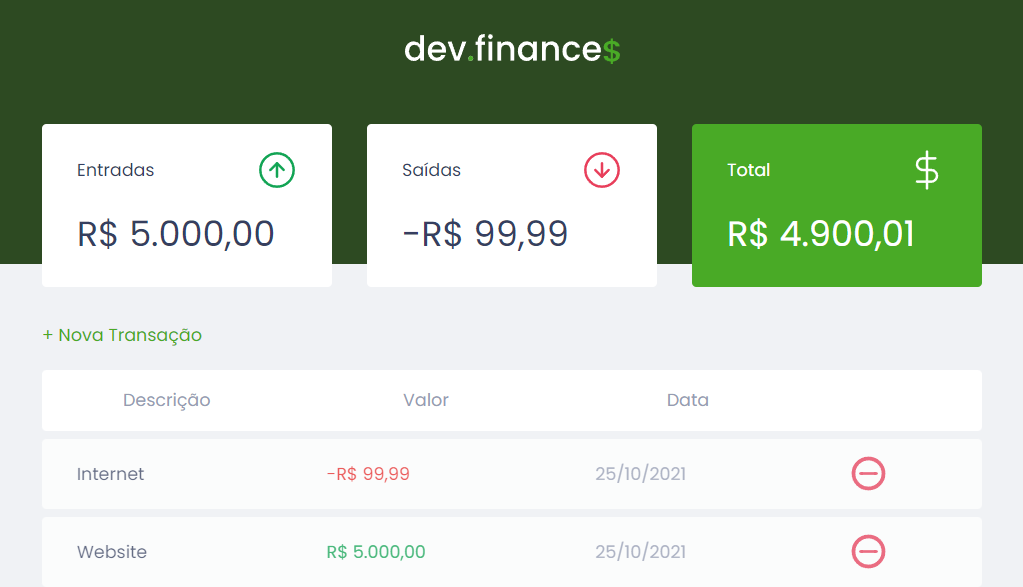 dev.finance$
Entradas
Saídas
Total
$
R$ 5.000,00
-R$ 99,99
R$ 4.900,01
+ Nova Transação
Descrição Valor Data
Internet -R$ 99,99 25/10/2021
Website R$ 5.000,00 25/10/2021